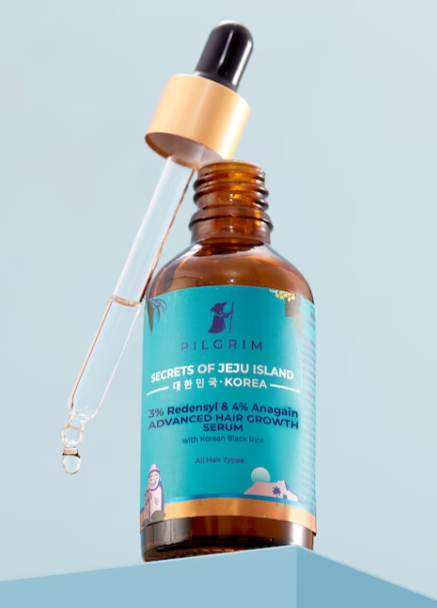 PILGRIM
SECRETS OF JEJU ISLAND
대한민국·KOREA
3% Redensyl & 4% Anagain
ADVANCED HAIR GROWTH
SERUM
with Korean Black Rice
All Hair Types